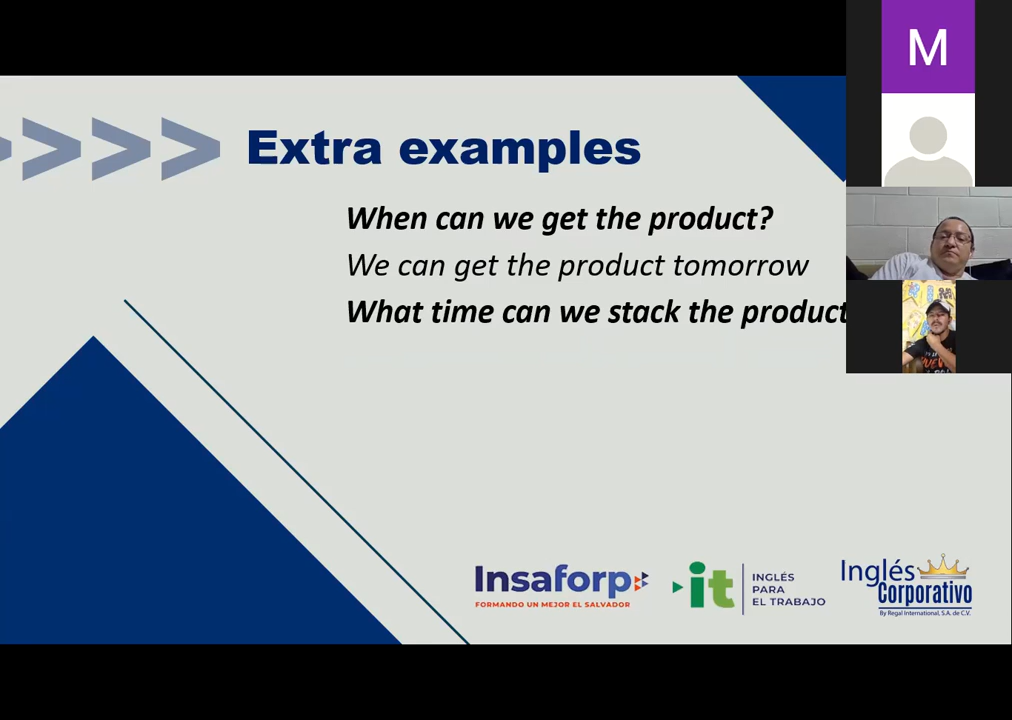 M
>>>>
Extra examples
When can we get the product?
We can get the product tomorrow
What time can we stack the product
Insaforp
FORMANDO UN MEJOR EL SALVADOR
it
INGLÉS
PARA
EL TRABAJO
Inglés
Corporativo
By Regal International, S.A. de C.V.